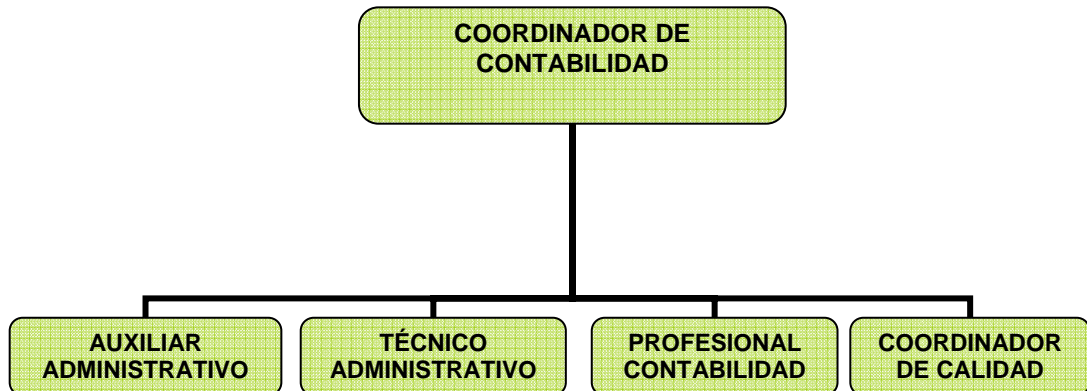 COORDINADOR DE
CONTABILIDAD
AUXILIAR
ADMINISTRATIVO
TÉCNICO
ADMINISTRATIVO
PROFESIONAL
CONTABILIDAD
COORDINADOR
DE CALIDAD